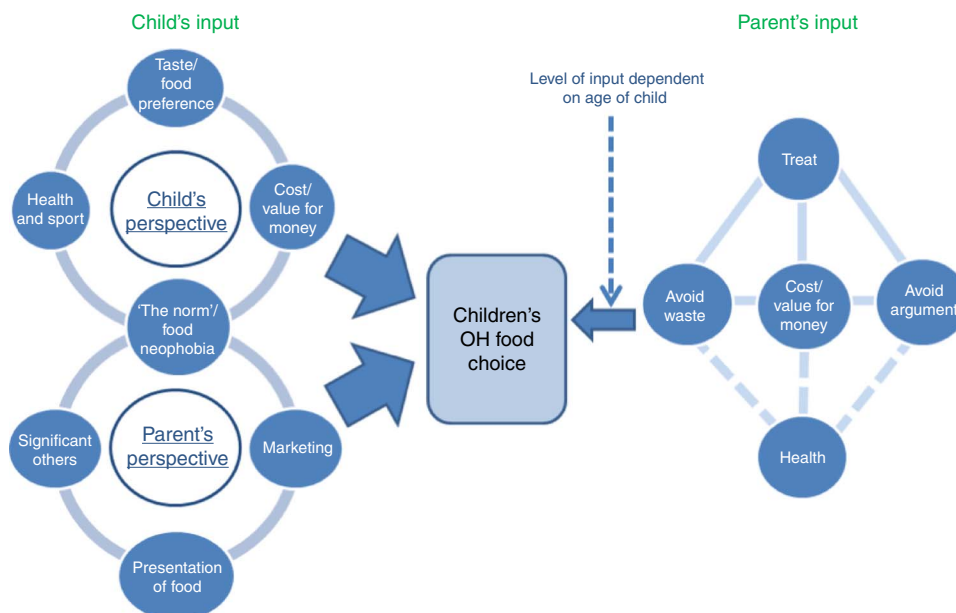 Child's input
Taste/
food
preference
Health
and sport
Child's
perspective
Cost/
value for
money
'The norm'/
food
neophobia
Significant
others
Parent's
perspective
Marketing
Presentation
of food
Children's
OH food
choice
Parent's input
Level of input dependent
on age of child
Treat
Avoid
waste
Cost/
value for
money
Avoid
argument
Health